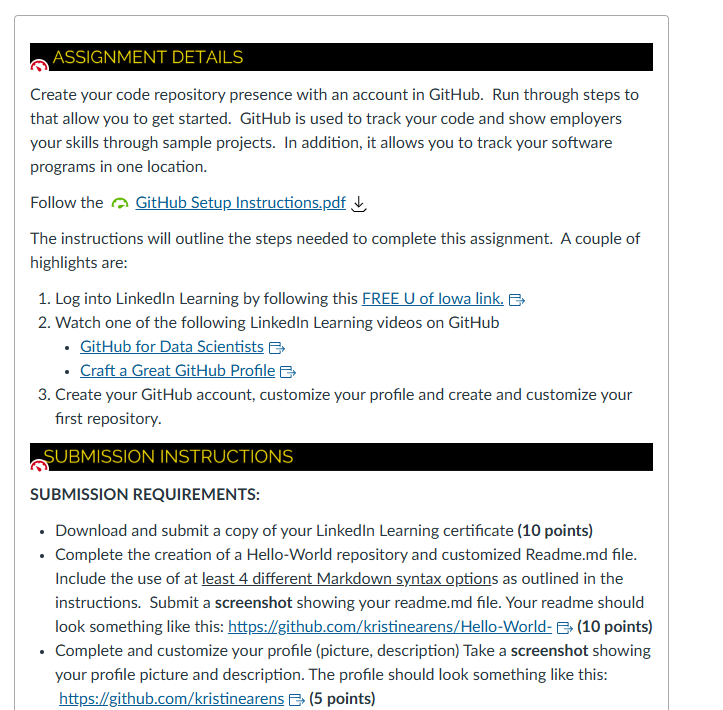 ASSIGNMENT DETAILS
Create your code repository presence with an account in GitHub.  Run through steps to
that allow you to get started.  GitHub is used to track your code and show employers
your skills through sample projects.  In addition, it allows you to track your software
programs in one location.
Follow the GitHub Setup Instructions.pdf
The instructions will outline the steps needed to complete this assignment.  A couple of
highlights are:
1. Log into LinkedIn Learning by following this FREE U of Iowa link.
2. Watch one of the following LinkedIn Learning videos on GitHub
• GitHub for Data Scientists
• Craft a Great GitHub Profile
3. Create your GitHub account, customize your profile and create and customize your
first repository.
SUBMISSION INSTRUCTIONS
SUBMISSION REQUIREMENTS:
• Download and submit a copy of your LinkedIn Learning certificate (10 points)
• Complete the creation of a Hello-World repository and customized Readme.md file.
Include the use of at least 4 different Markdown syntax options as outlined in the
instructions.  Submit a screenshot showing your readme.md file. Your readme should
look something like this: https://github.com/kristinearens/Hello-World- (10 points)
• Complete and customize your profile (picture, description) Take a screenshot showing
your profile picture and description. The profile should look something like this:
https://github.com/kristinearens (5 points)